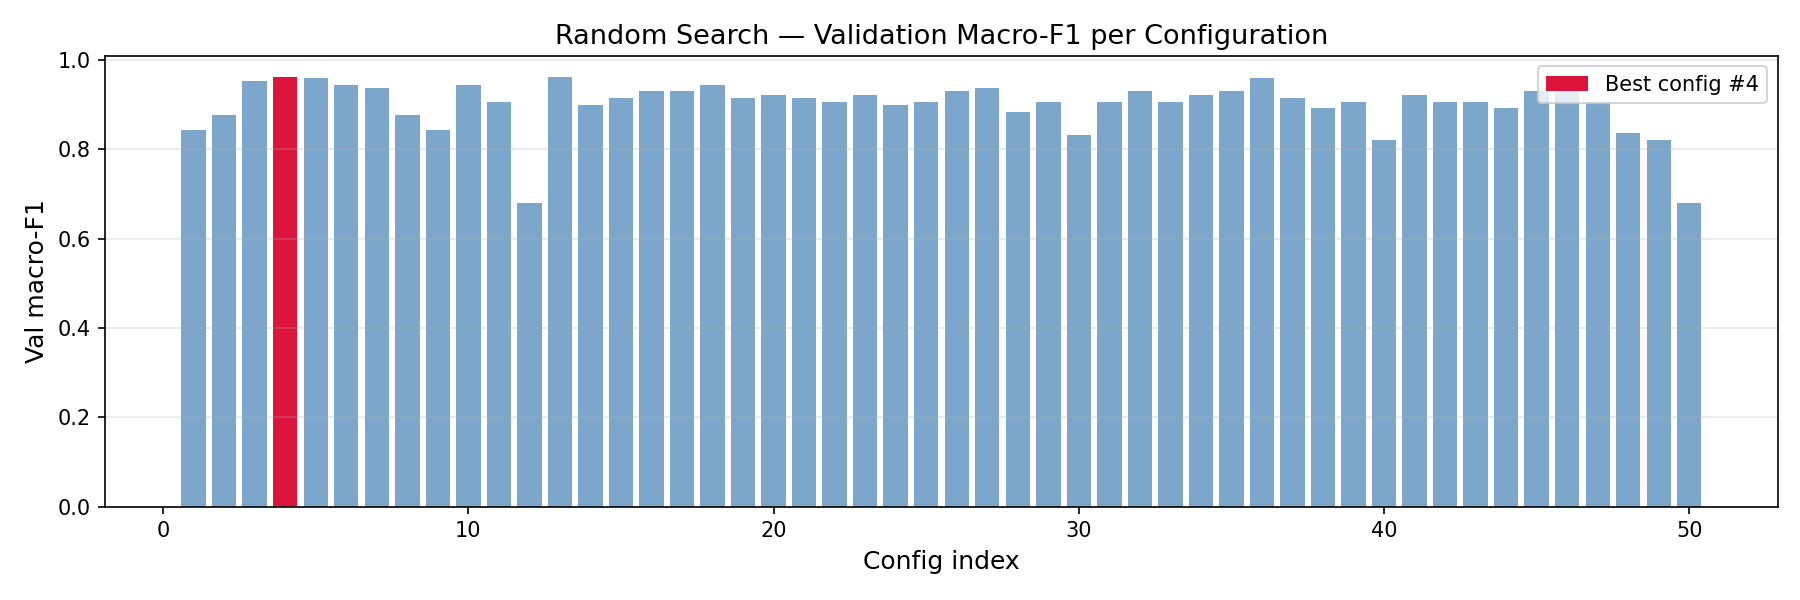 Random Search — Validation Macro-F1 per Configuration
Best config #4
Val macro-F1
1.0
0.8
0.6
0.4
0.2
0.0
0 10 20 30 40 50
Config index